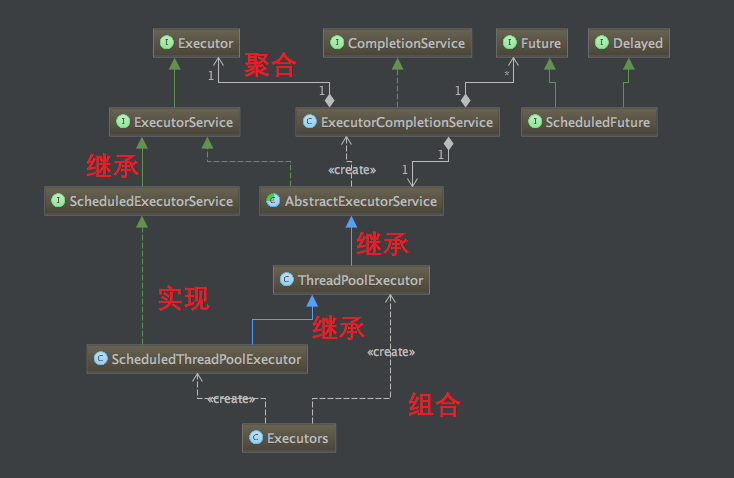 I Executor
I CompletionService
I Future
I Delayed
聚合
1
1
1
*
I ExecutorService
C ExecutorCompletionService
I ScheduledFuture
继承
«create»
1
1
I ScheduledExecutorService
C AbstractExecutorService
继承
C ThreadPoolExecutor
实现
继承
«create»
C ScheduledThreadPoolExecutor
«create»
组合
C Executors